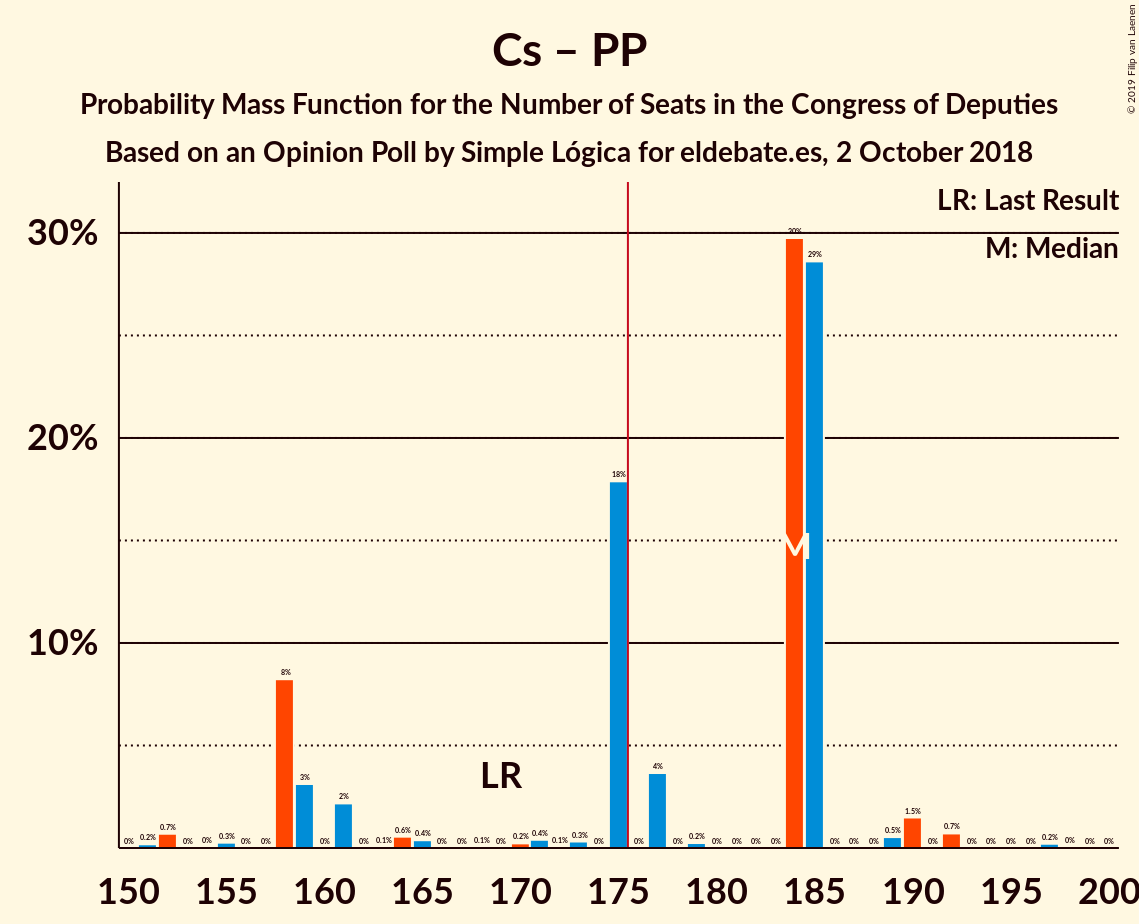 Cs – PP
Probability Mass Function for the Number of Seats in the Congress of Deputies
Based on an Opinion Poll by Simple Lógica for eldebate.es, 2 October 2018
© 2019 Filip van Laenen
LR: Last Result
M: Median
30%
20%
10%
0% 0.2% 0.7% 0% 0% 0.3% 0% 0% 8% 3% 0% 2% 0% 0.1% 0.6% 0.4% 0% 0% 0.1% 0% 0.2% 0.4% 0.1% 0.3% 0% 18% 0% 4% 0% 0.2% 0% 0% 0% 0% 30% 29% 0% 0% 0% 0.5% 1.5% 0% 0.7% 0% 0% 0% 0% 0.2% 0% 0% 0%
LR
M
150 155 160 165 170 175 180 185 190 195 200